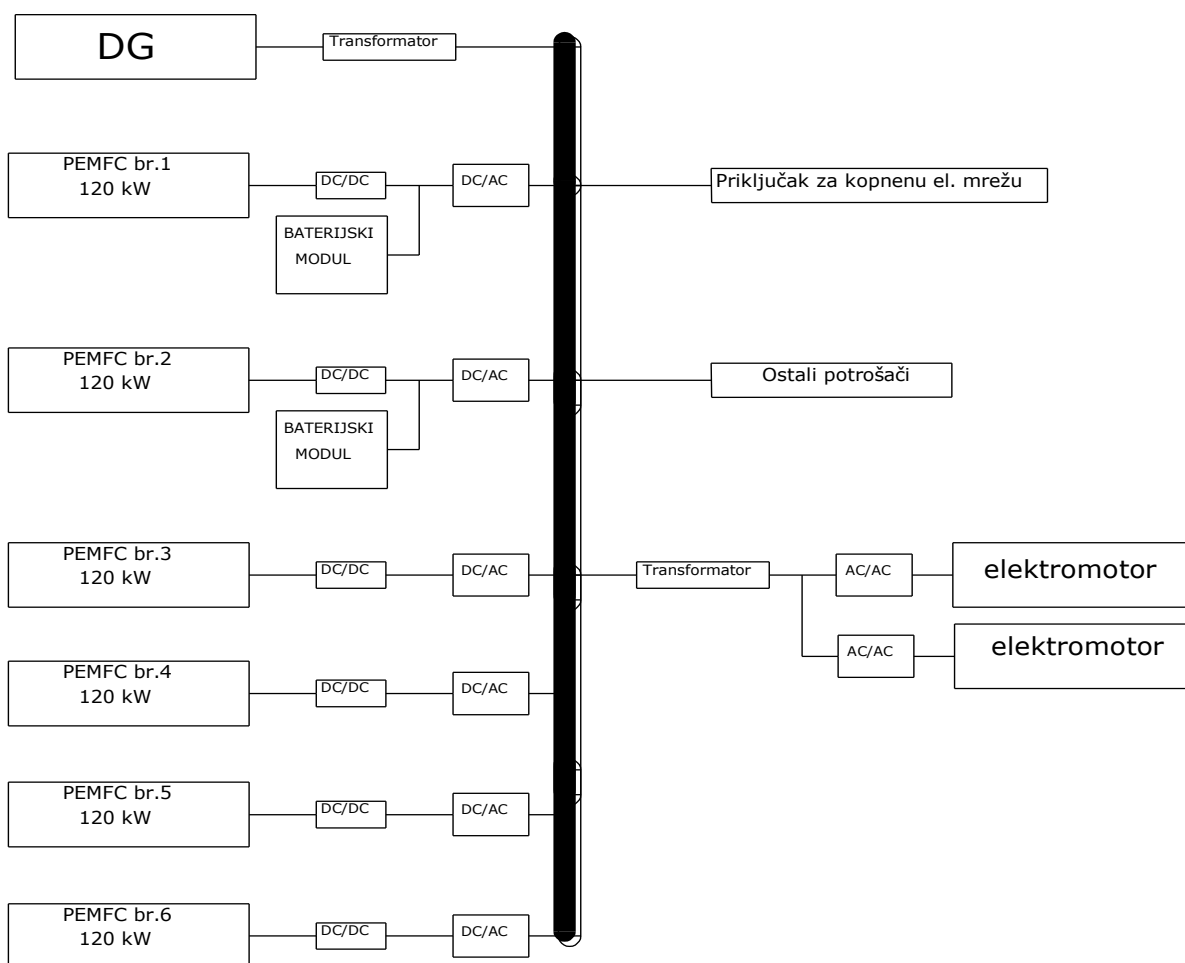 DG
Transformator
PEMFC br.1
120 kW
DC/DC
DC/AC
BATERIJSKI
MODUL
Priključak za kopnenu el. mrežu
PEMFC br.2
120 kW
DC/DC
DC/AC
BATERIJSKI
MODUL
Ostali potrošači
PEMFC br.3
120 kW
DC/DC
DC/AC
Transformator
AC/AC
elektromotor
AC/AC
elektromotor
PEMFC br.4
120 kW
DC/DC
DC/AC
PEMFC br.5
120 kW
DC/DC
DC/AC
PEMFC br.6
120 kW
DC/DC
DC/AC